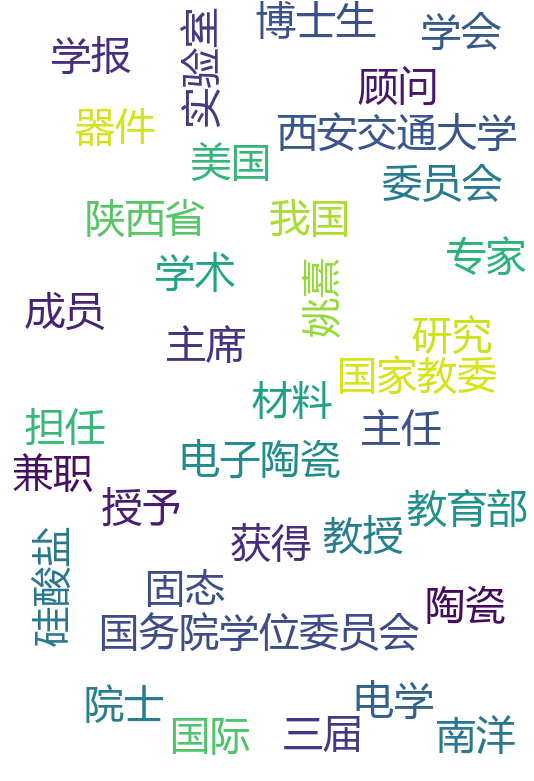 博士生
学会
学报
实验室
顾问
器件
西安交通大学
美国
委员会
陕西省
我国
专家
学术
姚熹
成员
主席
研究
国家教委
材料
担任
主任
兼职
电子陶瓷
授予
教育部
获得
教授
硅酸盐
固态
陶瓷
国务院学位委员会
院士
电学
国际
三届
南洋